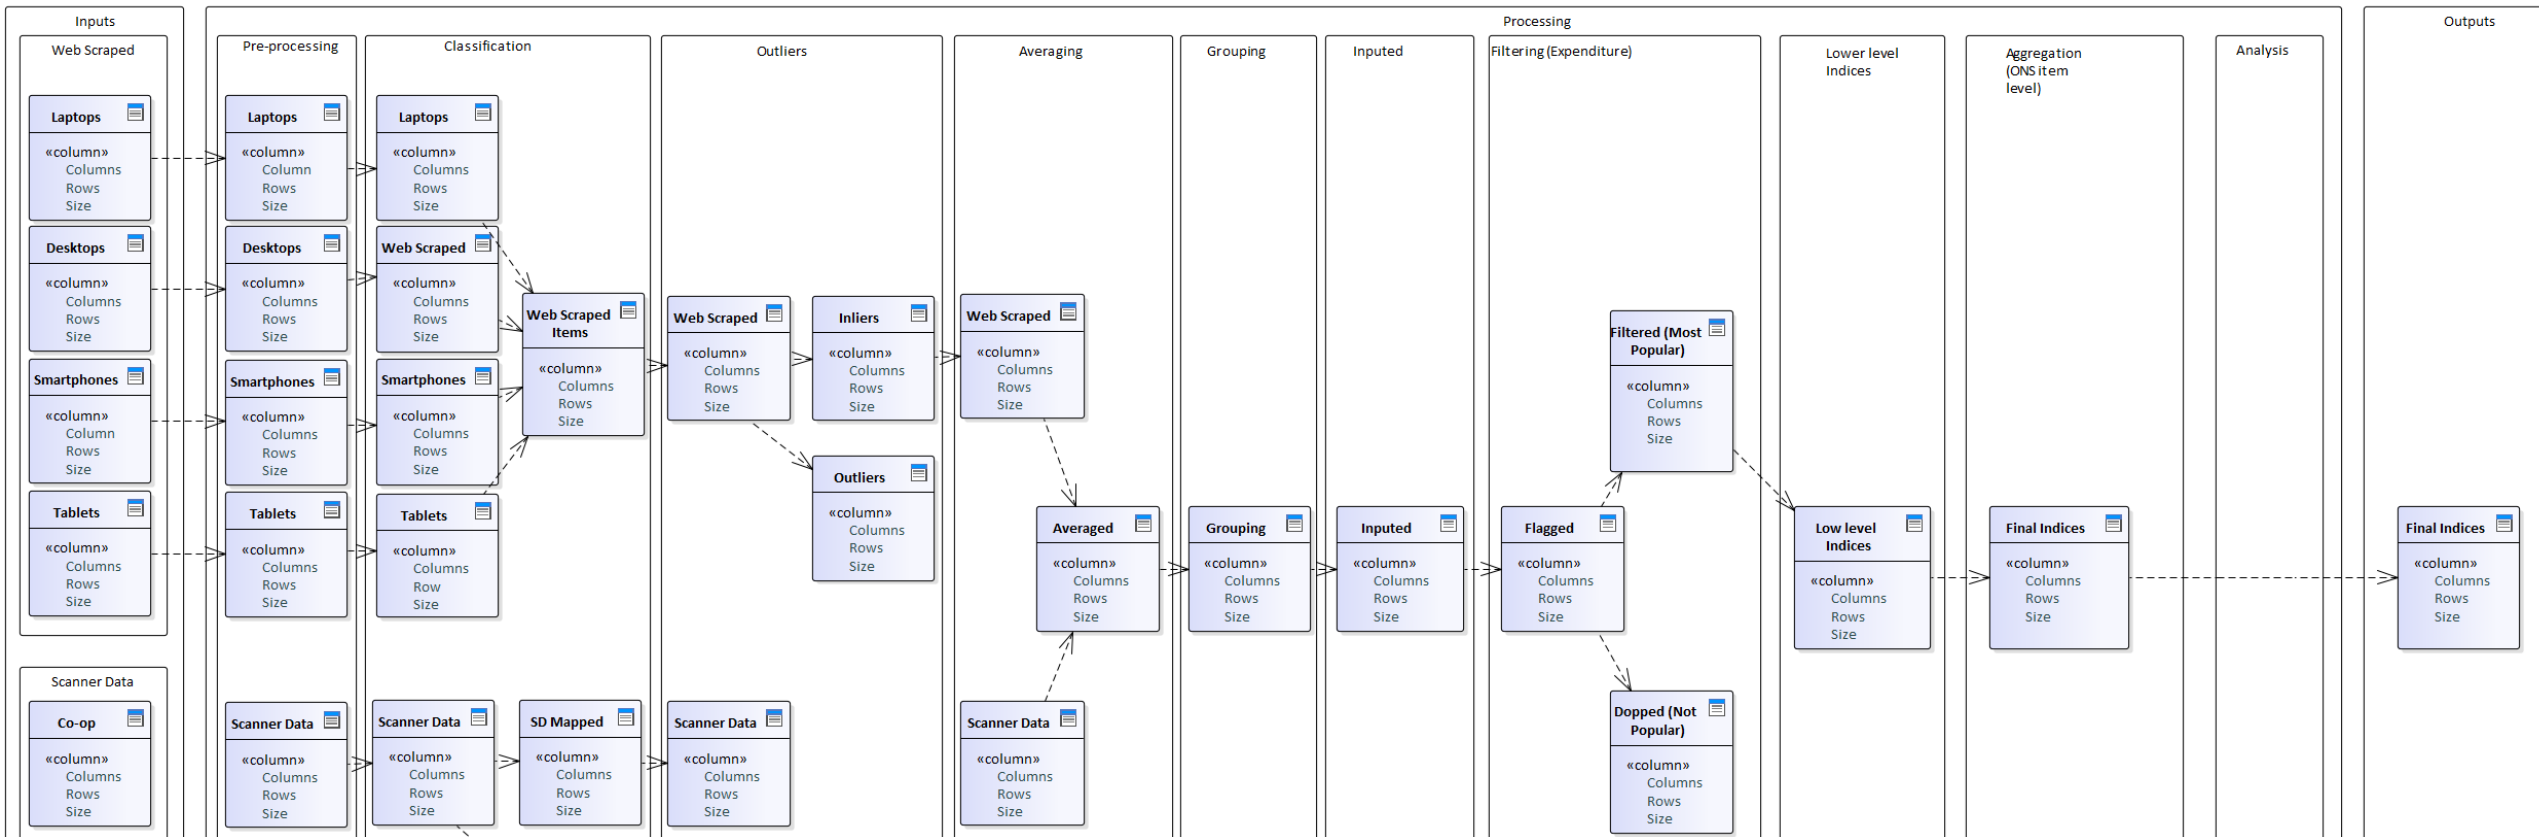 Inputs
Processing
Outputs
Web Scraped
Pre-processing
Classification
Outliers
Averaging
Grouping
Inputed
Filtering (Expenditure)
Lower level
Indices
Aggregation
(ONS item
level)
Analysis
Laptops
«column»
Columns
Rows
Size
Desktops
«column»
Columns
Rows
Size
Smartphones
«column»
Column
Rows
Size
Tablets
«column»
Columns
Rows
Size
Scanner Data
Co-op
«column»
Columns
Rows
Size
Laptops
«column»
Column
Rows
Size
Desktops
«column»
Columns
Rows
Size
Smartphones
«column»
Columns
Rows
Size
Tablets
«column»
Columns
Rows
Size
Scanner Data
«column»
Columns
Rows
Size
Laptops
«column»
Columns
Rows
Size
Web Scraped
«column»
Columns
Rows
Size
Smartphones
«column»
Columns
Rows
Size
Tablets
«column»
Columns
Row
Size
Scanner Data
«column»
Columns
Rows
Size
Web Scraped
Items
«column»
Columns
Rows
Size
SD Mapped
«column»
Columns
Rows
Size
Web Scraped
«column»
Columns
Rows
Size
Scanner Data
«column»
Columns
Rows
Size
Inliers
«column»
Columns
Rows
Size
Outliers
«column»
Columns
Rows
Size
Web Scraped
«column»
Columns
Rows
Size
Averaged
«column»
Columns
Rows
Size
Scanner Data
«column»
Columns
Rows
Size
Grouping
«column»
Columns
Rows
Size
Inputed
«column»
Columns
Rows
Size
Flagged
«column»
Columns
Rows
Size
Filtered (Most
Popular)
«column»
Columns
Rows
Size
Dopped (Not
Popular)
«column»
Columns
Rows
Size
Low level
Indices
«column»
Columns
Rows
Size
Final Indices
«column»
Columns
Rows
Size
Final Indices
«column»
Columns
Rows
Size